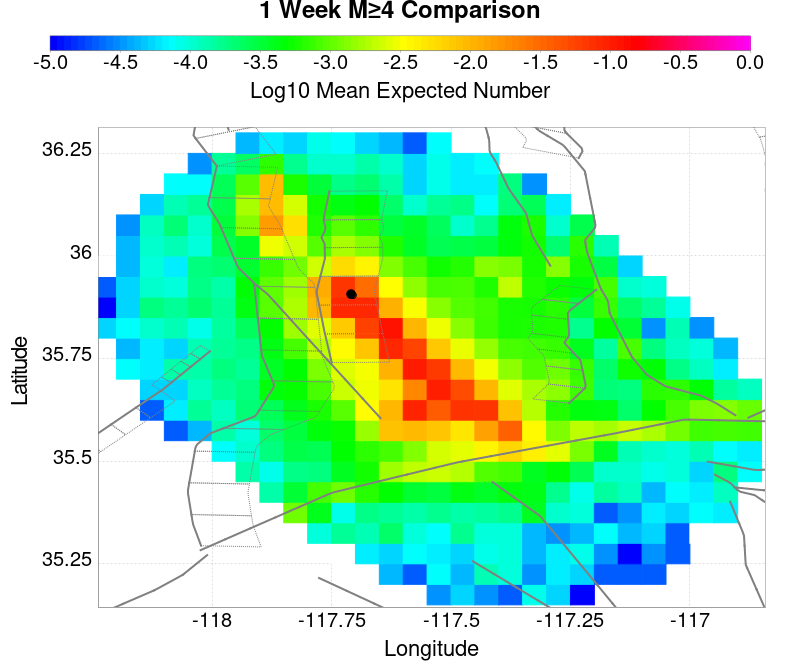 1 Week M≥4 Comparison
-5.0 -4.5 -4.0 -3.5 -3.0 -2.5 -2.0 -1.5 -1.0 -0.5 0.0
Log10 Mean Expected Number
36.25
36
35.75
35.5
35.25
Latitude
-118 -117.75 -117.5 -117.25 -117
Longitude